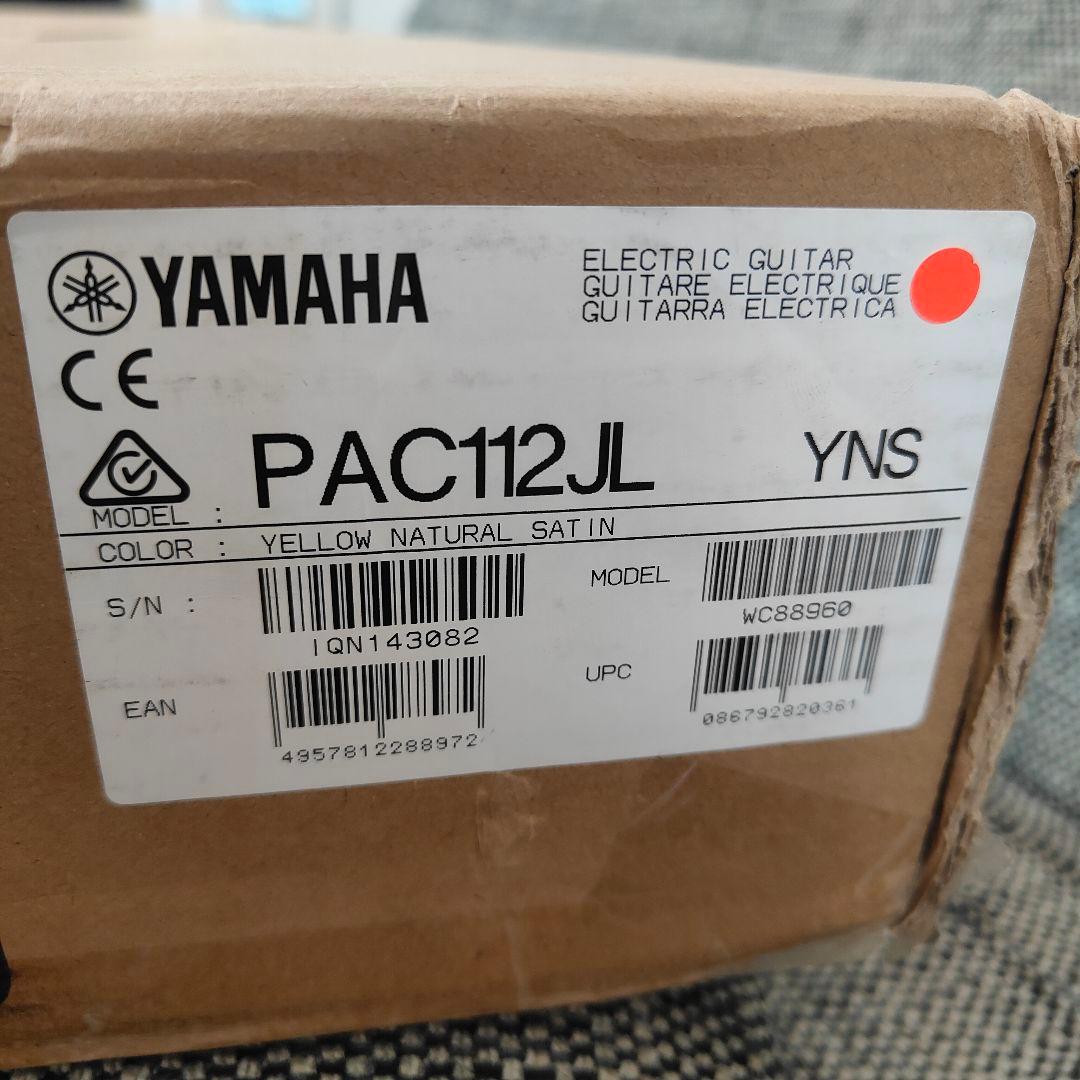 YAMAHA
ELECTRIC GUITAR
GUITARE ELECTRIQUE
GUITARRA ELECTRICA
CE
MODEL : PAC112JL YNS
COLOR : YELLOW NATURAL SATIN
S/N : IQN143082
MODEL WC88960
EAN 4957812288972
UPC 086792820361